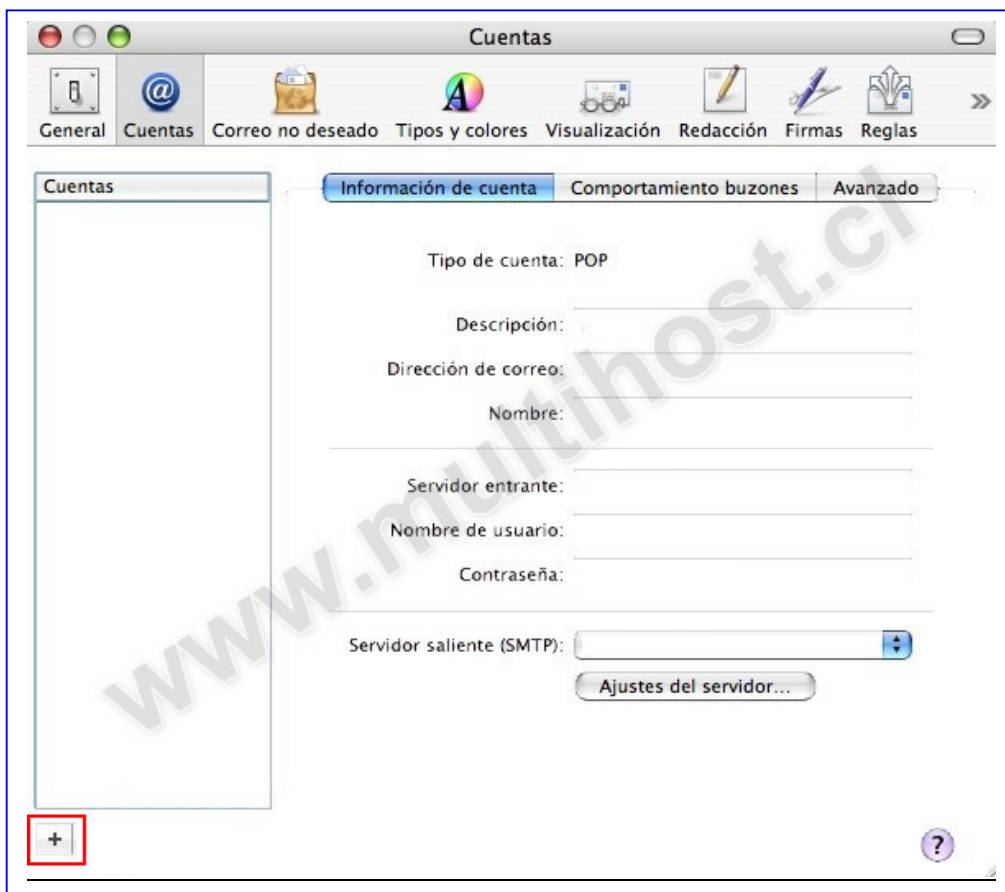 Cuentas
General Cuentas Correo no deseado Tipos y colores Visualización Redacción Firmas Reglas »
Cuentas
Información de cuenta Comportamiento buzones Avanzado
Tipo de cuenta: POP
Descripción:
Dirección de correo:
Nombre:
Servidor entrante:
Nombre de usuario:
Contraseña:
Servidor saliente (SMTP):
Ajustes del servidor...
+ ?
www.multihost.cl